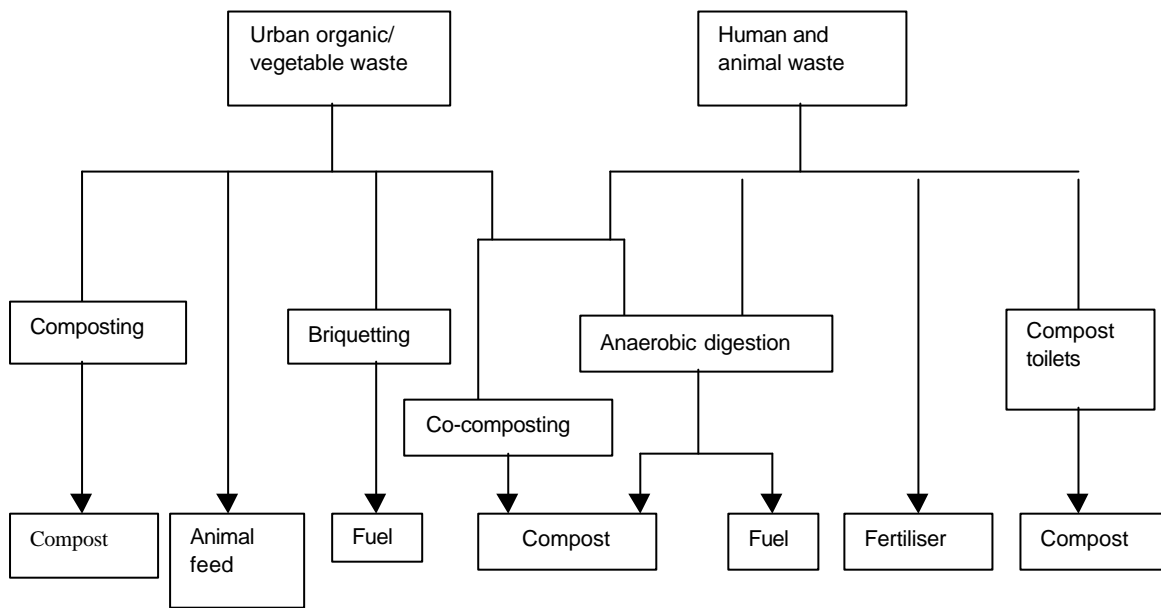 Urban organic/
vegetable waste
Human and
animal waste
Composting
Briquetting
Anaerobic digestion
Compost
toilets
Co-composting
Compost
Animal
feed
Fuel
Compost
Fuel
Fertiliser
Compost